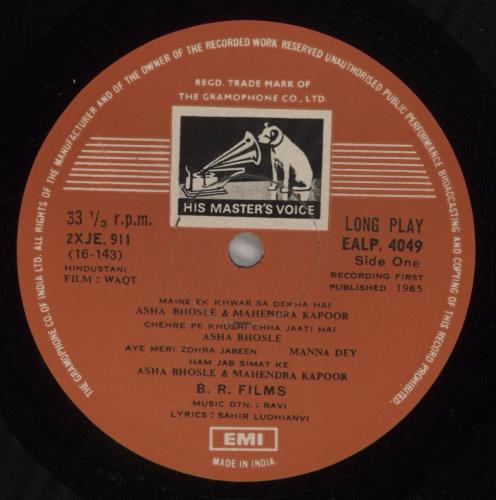 THE GRAMOPHONE CO. OF INDIA LTD. ALL RIGHTS OF THE MANUFACTURER AND OF THE OWNER OF THE RECORDED WORK RESERVED UNAUTHORISED PUBLIC PERFORMANCE BROADCASTING AND COPYING OF THIS RECORD PROHIBITED.
REGD. TRADE MARK OF
THE GRAMOPHONE CO., LTD.
HIS MASTER'S VOICE
33 1/3 r.p.m.
2XJE. 911
(16-143)
HINDUSTANI
FILM : WAQT
LONG PLAY
EALP. 4049
Side One
RECORDING FIRST
PUBLISHED 1965
MAINE EK KHWAB SA DEKHA HAI
ASHA BHOSLE & MAHENDRA KAPOOR
CHEHRE PE KHUSHI CHHA JAATI HAI
ASHA BHOSLE
AYE MERI ZOHRA JABEEN MANNA DEY
HAM JAB SIMAT KE
ASHA BHOSLE & MAHENDRA KAPOOR
B. R. FILMS
MUSIC DTN. : RAVI
LYRICS : SAHIR LUDHIANVI
EMI
MADE IN INDIA.